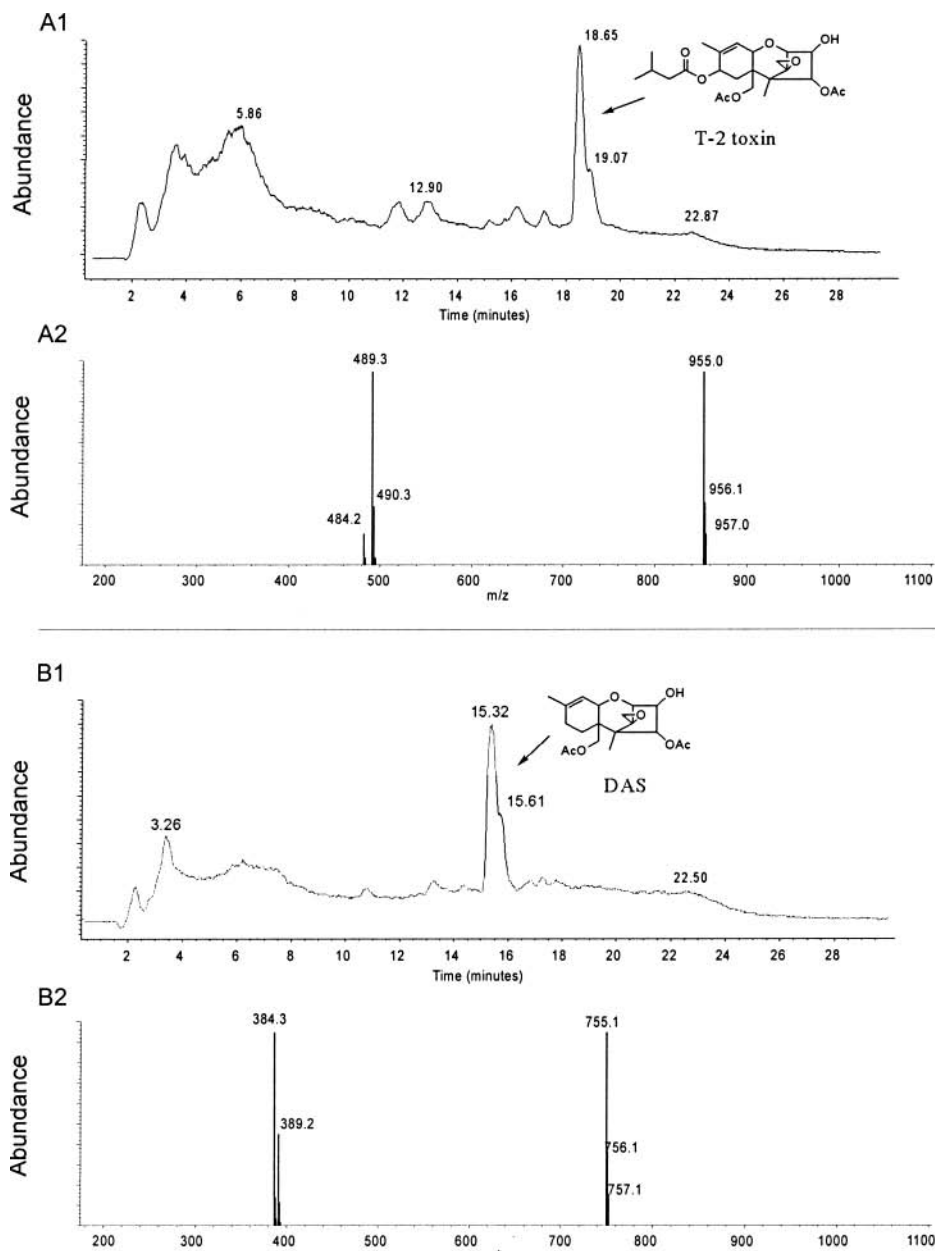 A1
18.65
O
OH
O
O
O
AcO
OAc
T-2 toxin
5.86
19.07
12.90
22.87
Abundance
2 4 6 8 10 12 14 16 18 20 22 24 26 28
Time (minutes)
A2
489.3
955.0
490.3
956.1
484.2
957.0
Abundance
200 300 400 500 600 700 800 900 1000 1100
m/z
B1
15.32
O
OH
O
AcO
OAc
DAS
15.61
3.26
22.50
Abundance
2 4 6 8 10 12 14 16 18 20 22 24 26 28
Time (minutes)
B2
384.3
755.1
389.2
756.1
757.1
Abundance
200 300 400 500 600 700 800 900 1000 1100